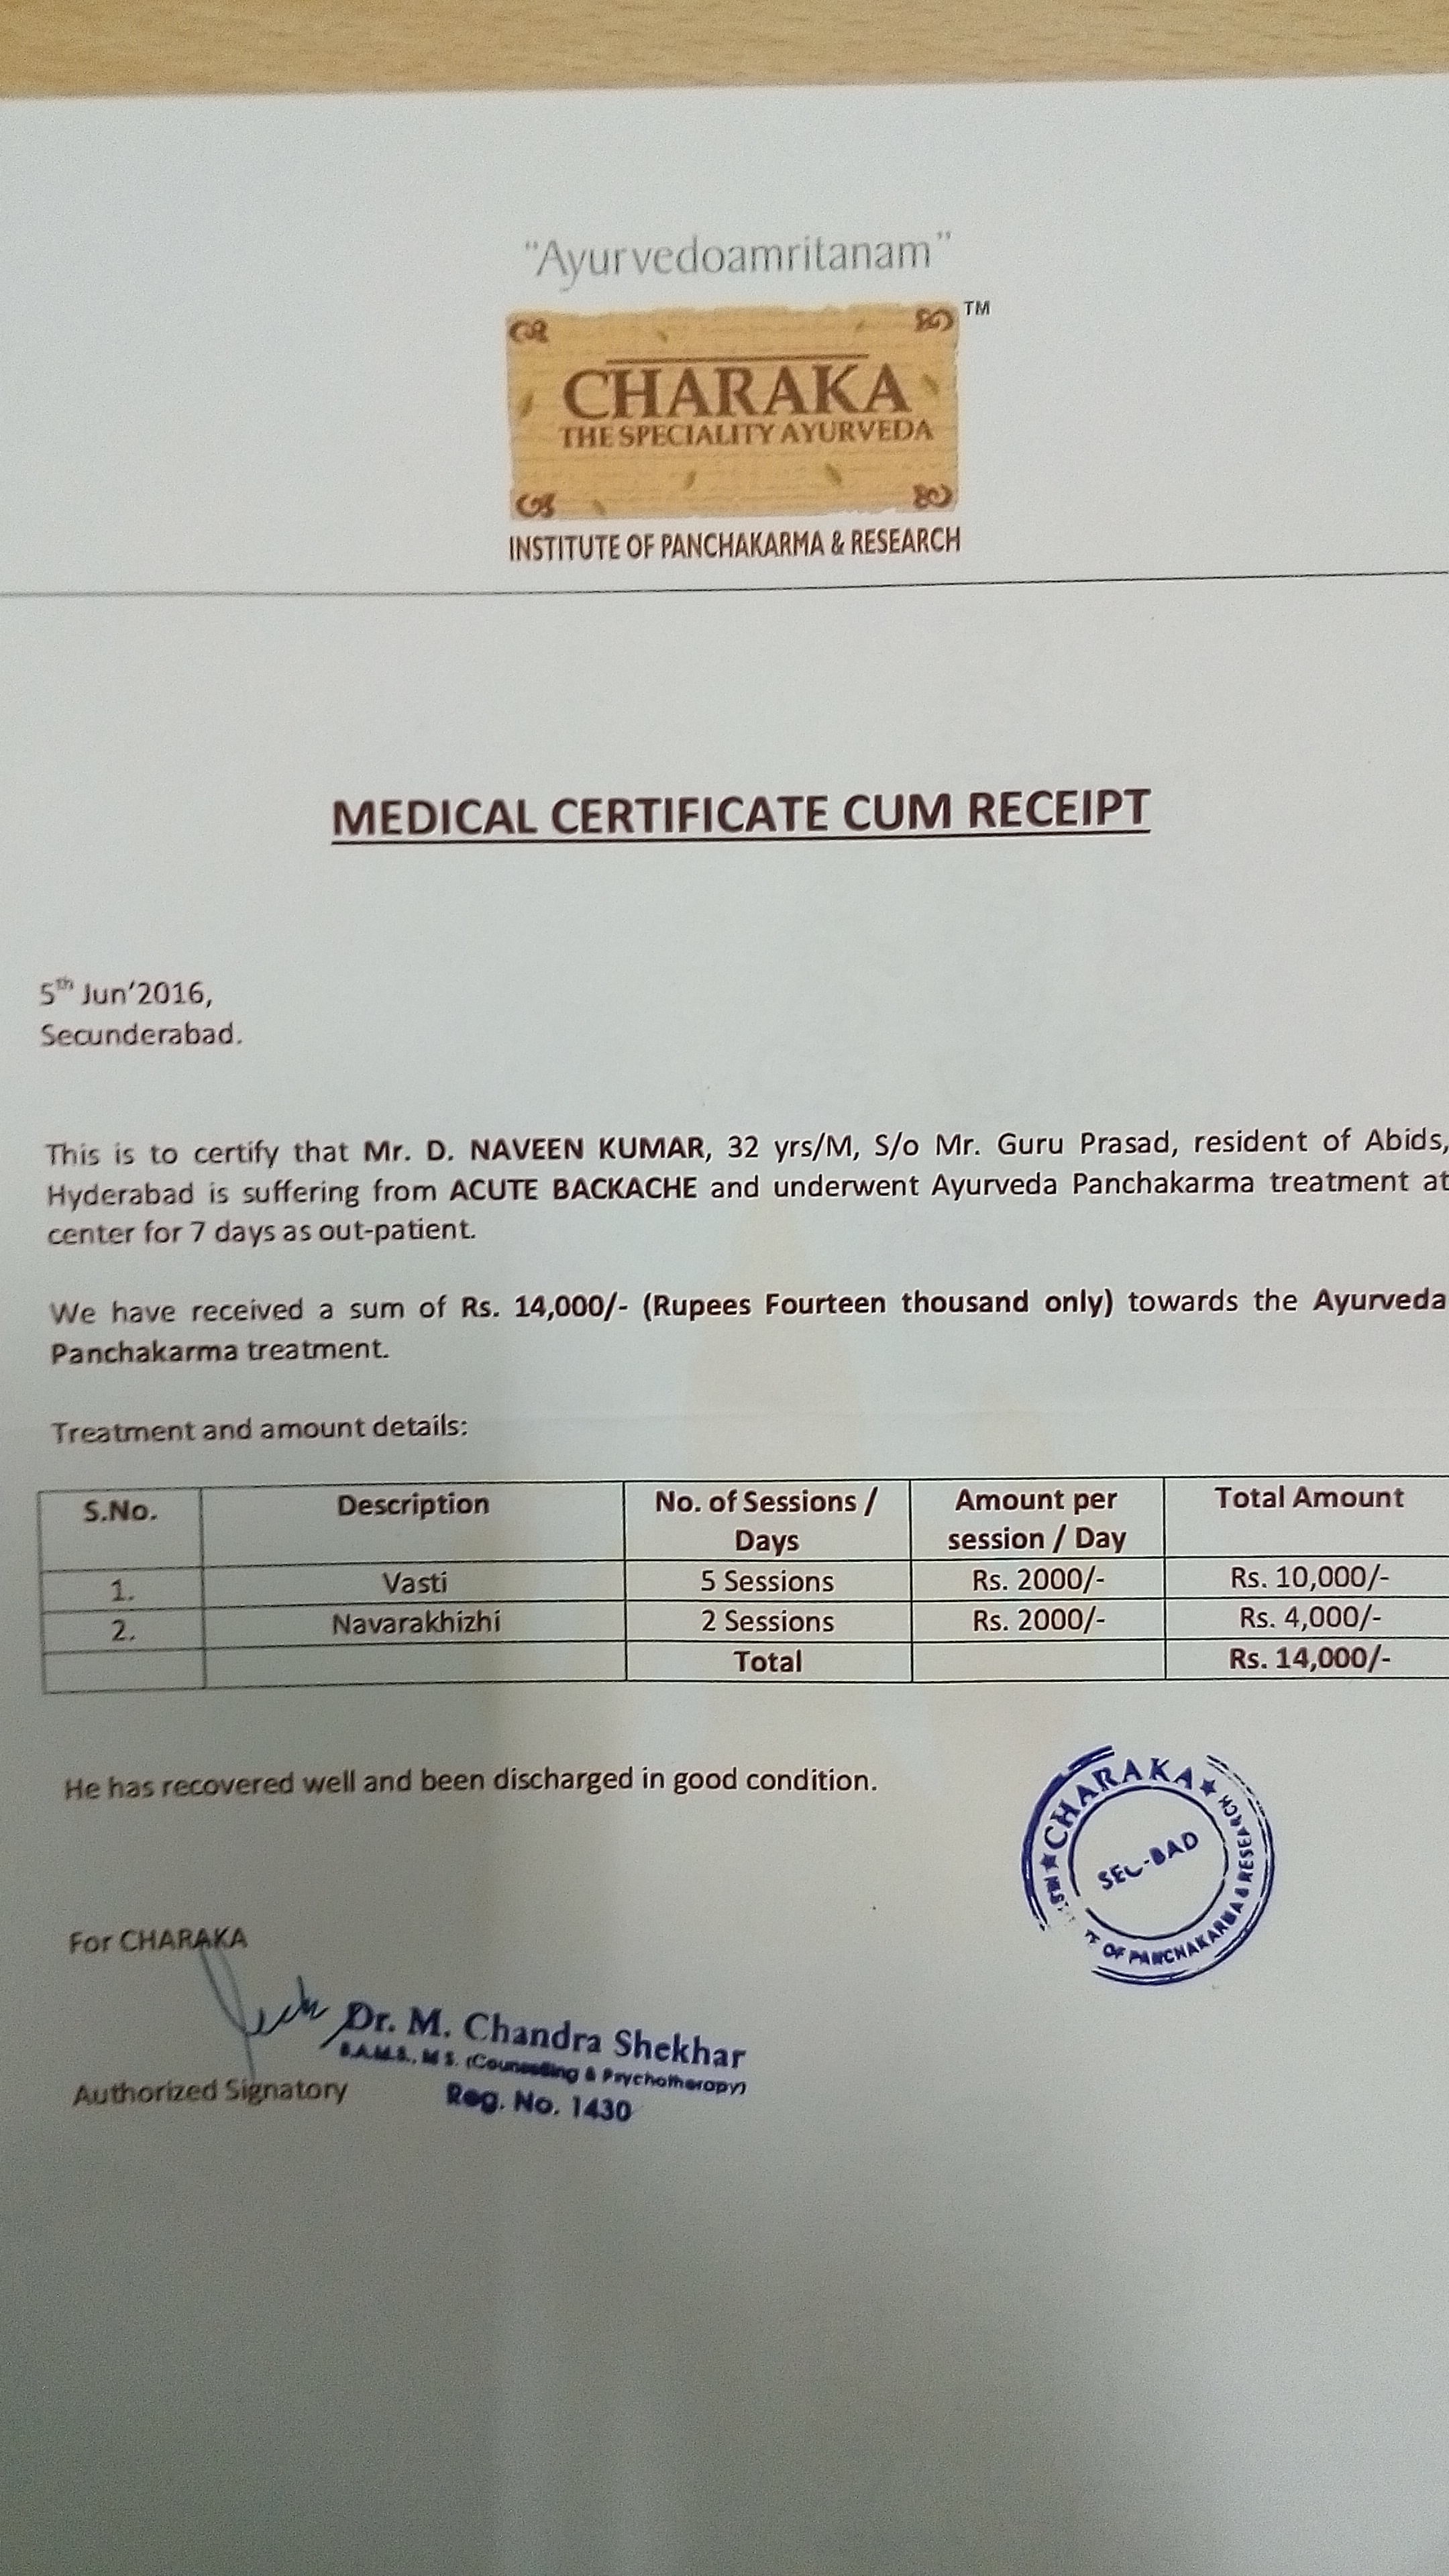 "Ayurvedoamritanam"
TM
CHARAKA
THE SPECIALITY AYURVEDA
INSTITUTE OF PANCHAKARMA & RESEARCH
MEDICAL CERTIFICATE CUM RECEIPT
5th Jun'2016,
Secunderabad.
This is to certify that Mr. D. NAVEEN KUMAR, 32 yrs/M, S/o Mr. Guru Prasad, resident of Abids,
Hyderabad is suffering from ACUTE BACKACHE and underwent Ayurveda Panchakarma treatment at
center for 7 days as out-patient.
We have received a sum of Rs. 14,000/- (Rupees Fourteen thousand only) towards the Ayurveda
Panchakarma treatment.
Treatment and amount details:
S.No. Description No. of Sessions / Amount per Total Amount
Days session / Day
1. Vasti 5 Sessions Rs. 2000/- Rs. 10,000/-
2. Navarakhizhi 2 Sessions Rs. 2000/- Rs. 4,000/-
Total Rs. 14,000/-
He has recovered well and been discharged in good condition.
★ CHARAKA ★
OF PANCHAKARMA & RESEARCH
SEC-BAD
For CHARAKA
Dr. M. Chandra Shekhar
B.A.M.S., M S. (Counselling & Psychotherapy)
Authorized Signatory Reg. No. 1430